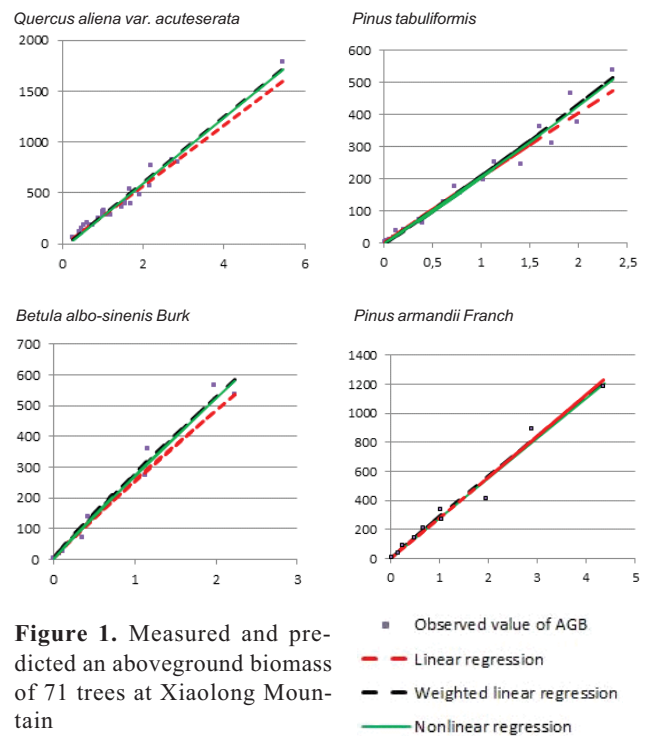 Quercus aliena var. acuteserata
2000
1500
1000
500
0
0 2 4 6
Pinus tabuliformis
600
500
400
300
200
100
0
0 0,5 1 1,5 2 2,5
Betula albo-sinenis Burk
700
600
500
400
300
200
100
0
0 1 2 3
Pinus armandii Franch
1400
1200
1000
800
600
400
200
0
0 1 2 3 4 5
Figure 1. Measured and pre-
dicted an aboveground biomass
of 71 trees at Xiaolong Moun-
tain
Observed value of AGB
Linear regression
Weighted linear regression
Nonlinear regression